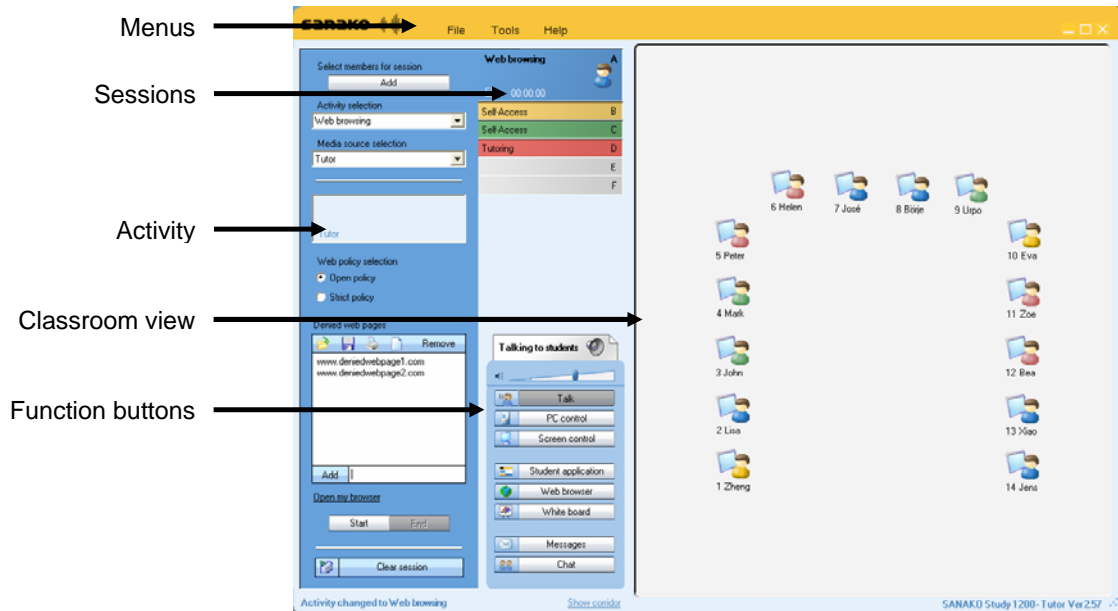 Menus
Sessions
Activity
Classroom view
Function buttons
SANAKO
File Tools Help
Select members for session
Add
Activity selection
Web browsing
Media source selection
Tutor
Tutor
Web policy selection
Open policy
Strict policy
Denied web pages
Remove
www.deniedwebpage1.com
www.deniedwebpage2.com
Add
Open my browser
Start End
Clear session
Activity changed to Web browsing
Web browsing A
00:00:00
Self-Access B
Self-Access C
Tutoring D
E
F
Talking to students
Talk
PC control
Screen control
Student application
Web browser
White board
Messages
Chat
Show corridor
6 Helen 7 José 8 Börje 9 Urpo
5 Peter 10 Eva
4 Mark 11 Zoe
3 John 12 Bea
2 Lisa 13 Xiao
1 Zheng 14 Jens
SANAKO Study 1200 - Tutor Ver 2.57